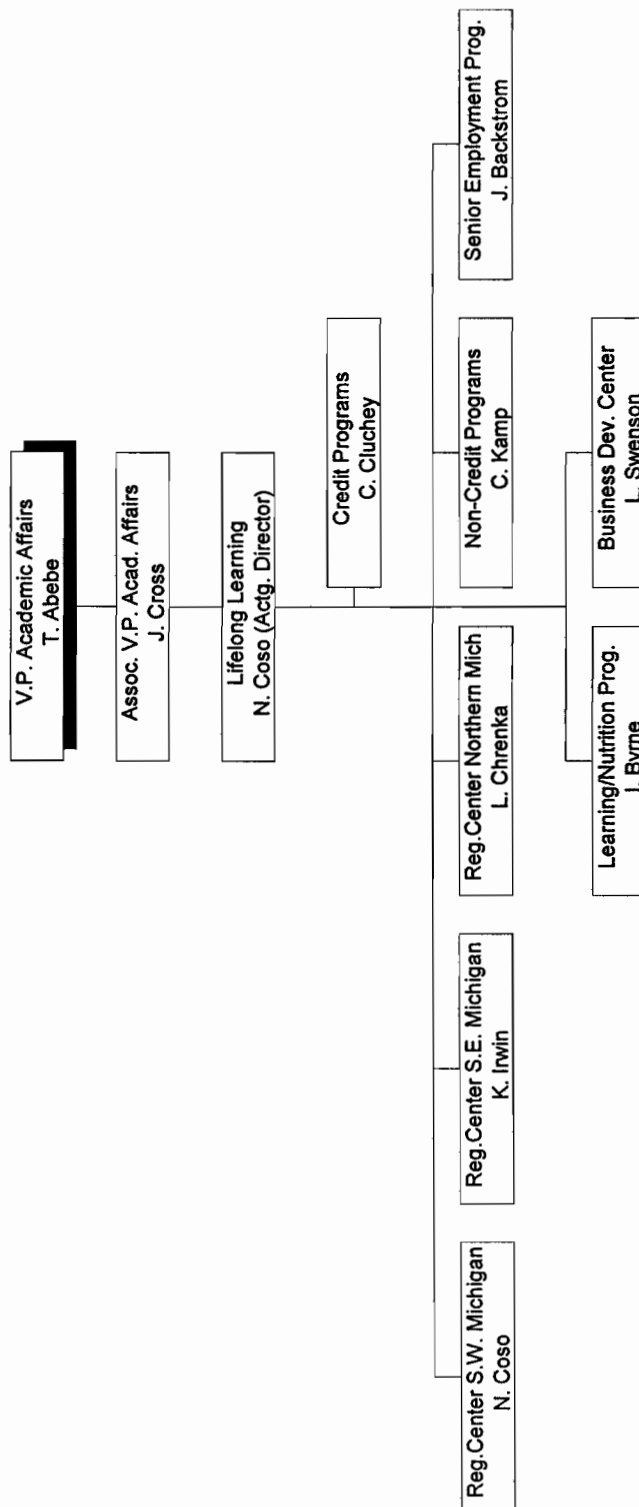 V.P. Academic Affairs
T. Abebe
Assoc. V.P. Acad. Affairs
J. Cross
Lifelong Learning
N. Coso (Actg. Director)
Credit Programs
C. Cluchey
Reg.Center S.W. Michigan
N. Coso
Reg.Center S.E. Michigan
K. Irwin
Reg.Center Northern Mich
L. Chrenka
Non-Credit Programs
C. Kamp
Senior Employment Prog.
J. Backstrom
Learning/Nutrition Prog.
J. Byrne
Business Dev. Center
L. Swenson